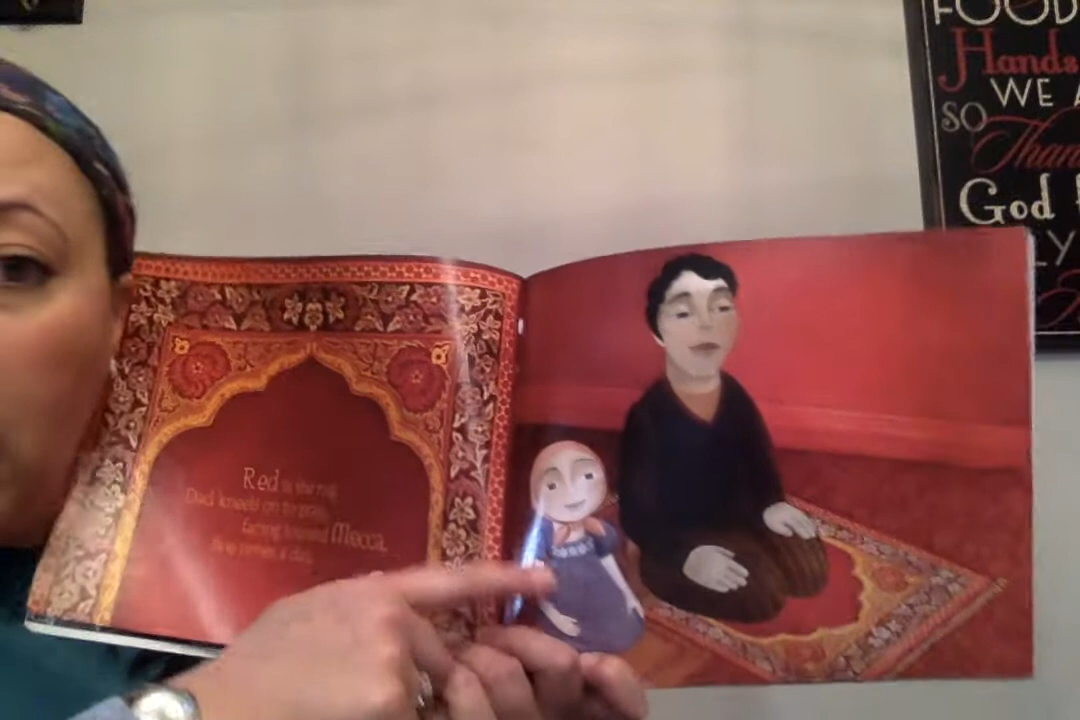 Red is the rug
Dad kneels on to pray,
facing toward Mecca,
five times a day.
FOOD
Hands
WE
SO
God